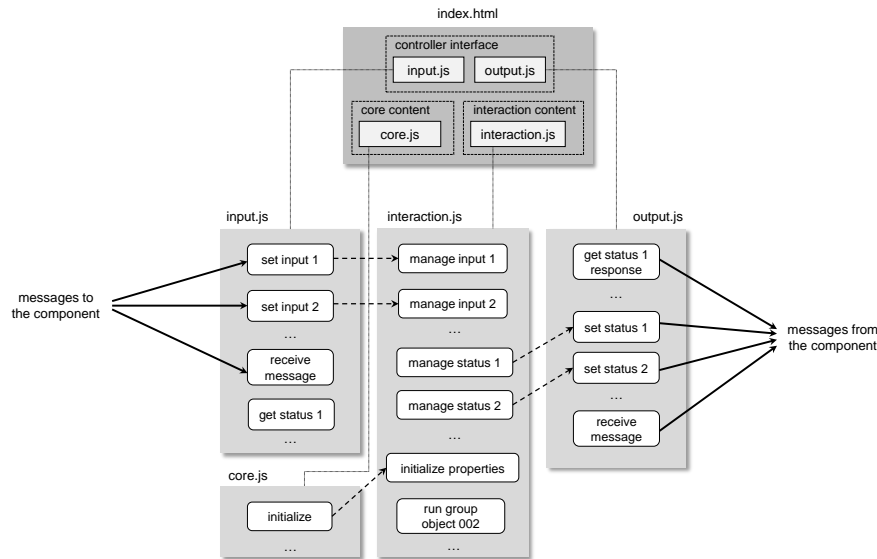 index.html
controller interface
input.js
output.js
core content
core.js
interaction content
interaction.js
input.js
set input 1
set input 2
...
receive
message
get status 1
...
messages to
the component
core.js
initialize
...
interaction.js
manage input 1
manage input 2
...
manage status 1
manage status 2
...
initialize properties
run group
object 002
...
output.js
get status 1
response
...
set status 1
set status 2
...
receive
message
messages from
the component